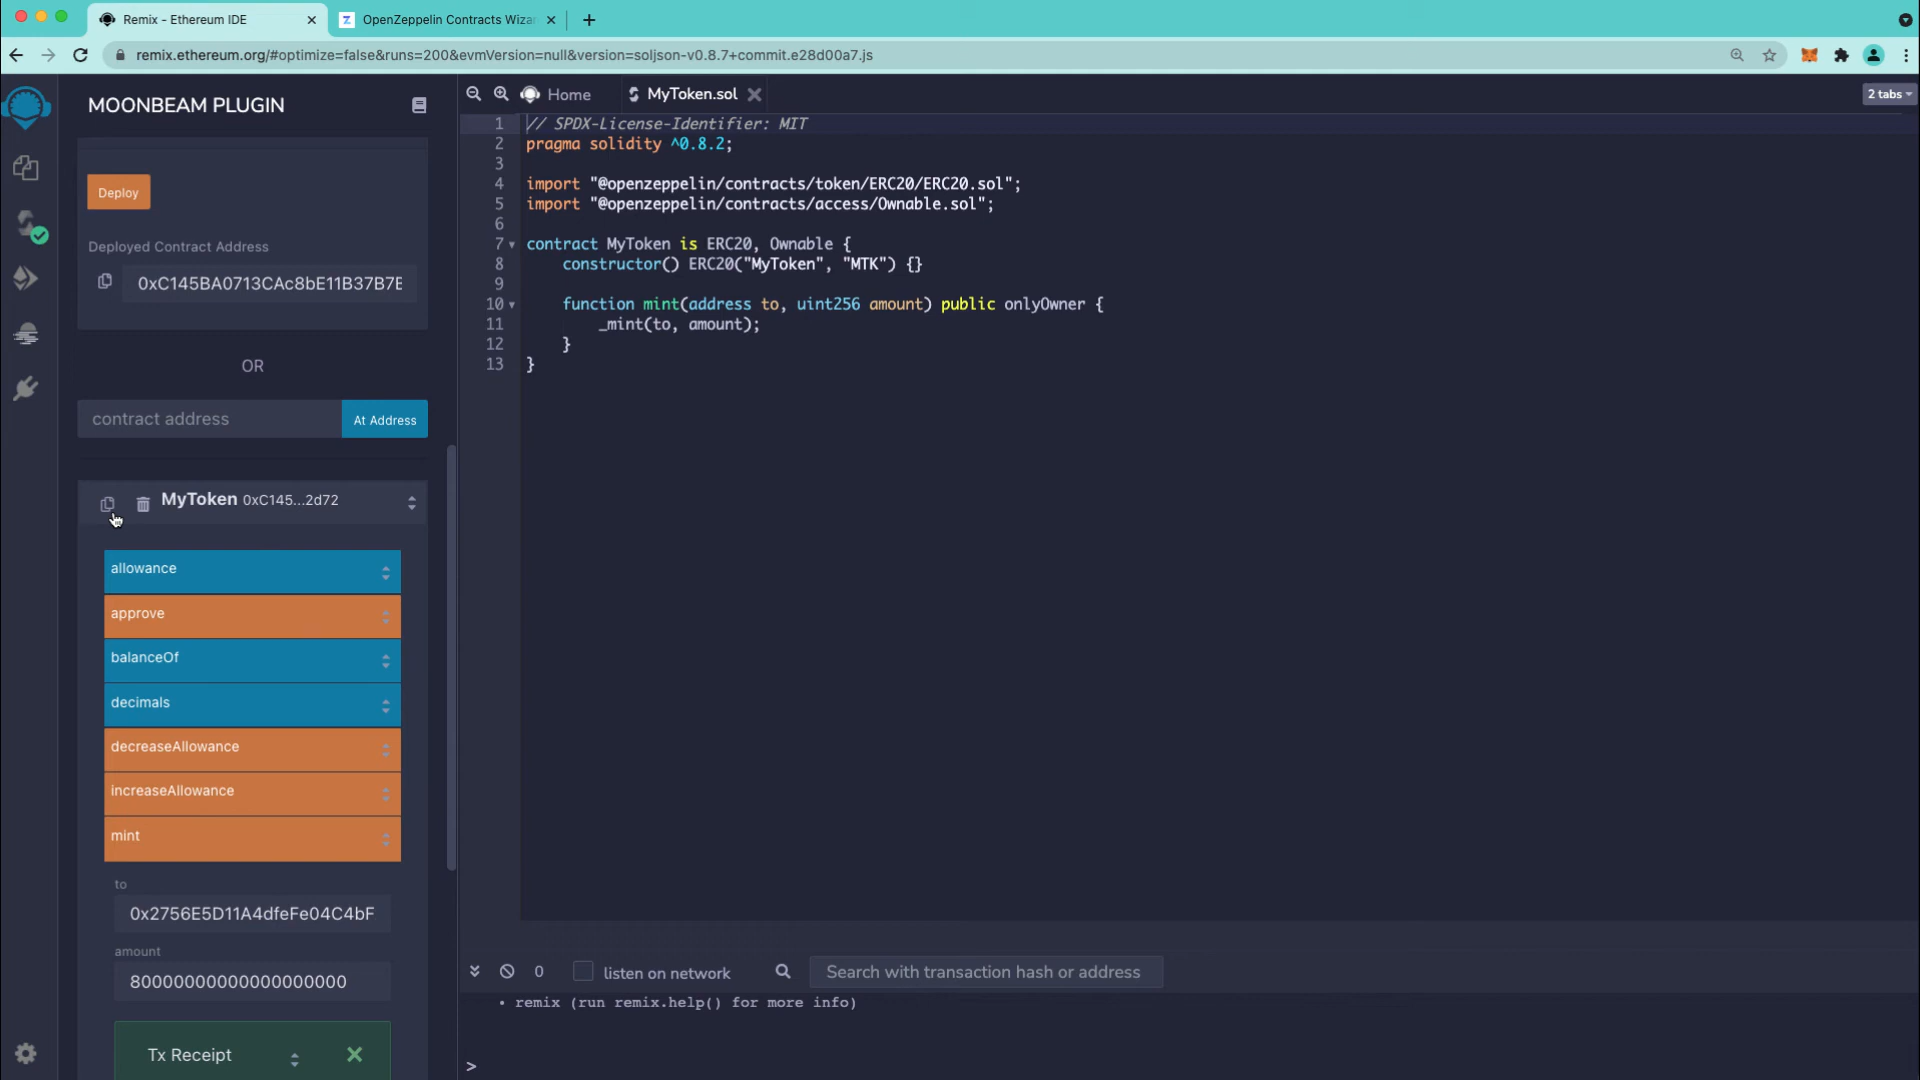 Remix - Ethereum IDE
OpenZeppelin Contracts Wizar
remix.ethereum.org/#optimize=false&runs=200&evmVersion=null&version=soljson-v0.8.7+commit.e28d00a7.js
MOONBEAM PLUGIN
Deploy
Deployed Contract Address
0xC145BA0713CAc8bE11B37B7E
OR
contract address
At Address
MyToken 0xC145...2d72
allowance
approve
balanceOf
decimals
decreaseAllowance
increaseAllowance
mint
to
0x2756E5D11A4dfeFe04C4bF
amount
80000000000000000000
Tx Receipt
Home
MyToken.sol
2 tabs
1 // SPDX-License-Identifier: MIT
2 pragma solidity ^0.8.2;
3
4 import "@openzeppelin/contracts/token/ERC20/ERC20.sol";
5 import "@openzeppelin/contracts/access/Ownable.sol";
6
7 contract MyToken is ERC20, Ownable {
8 constructor() ERC20("MyToken", "MTK") {}
9
10 function mint(address to, uint256 amount) public onlyOwner {
11 _mint(to, amount);
12 }
13 }
0
listen on network
Search with transaction hash or address
• remix (run remix.help() for more info)
>